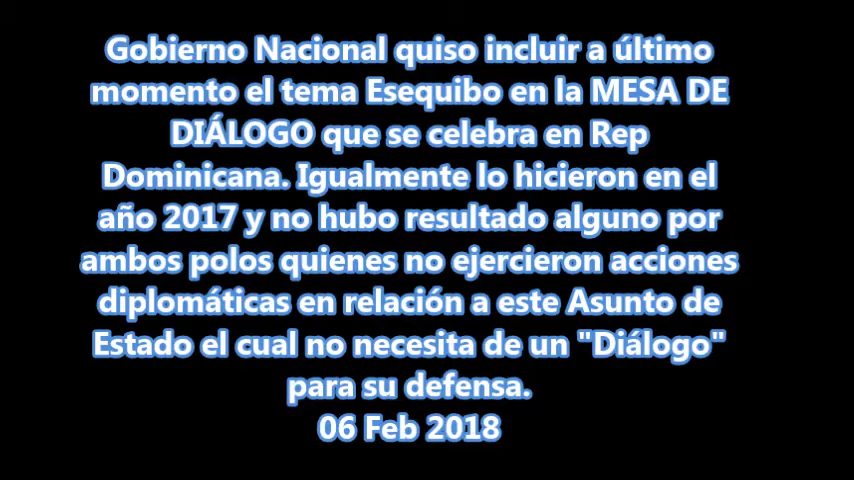 Gobierno Nacional quiso incluir a último
momento el tema Esequibo en la MESA DE
DIÁLOGO que se celebra en Rep
Dominicana. Igualmente lo hicieron en el
año 2017 y no hubo resultado alguno por
ambos polos quienes no ejercieron acciones
diplomáticas en relación a este Asunto de
Estado el cual no necesita de un "Diálogo"
para su defensa.
06 Feb 2018